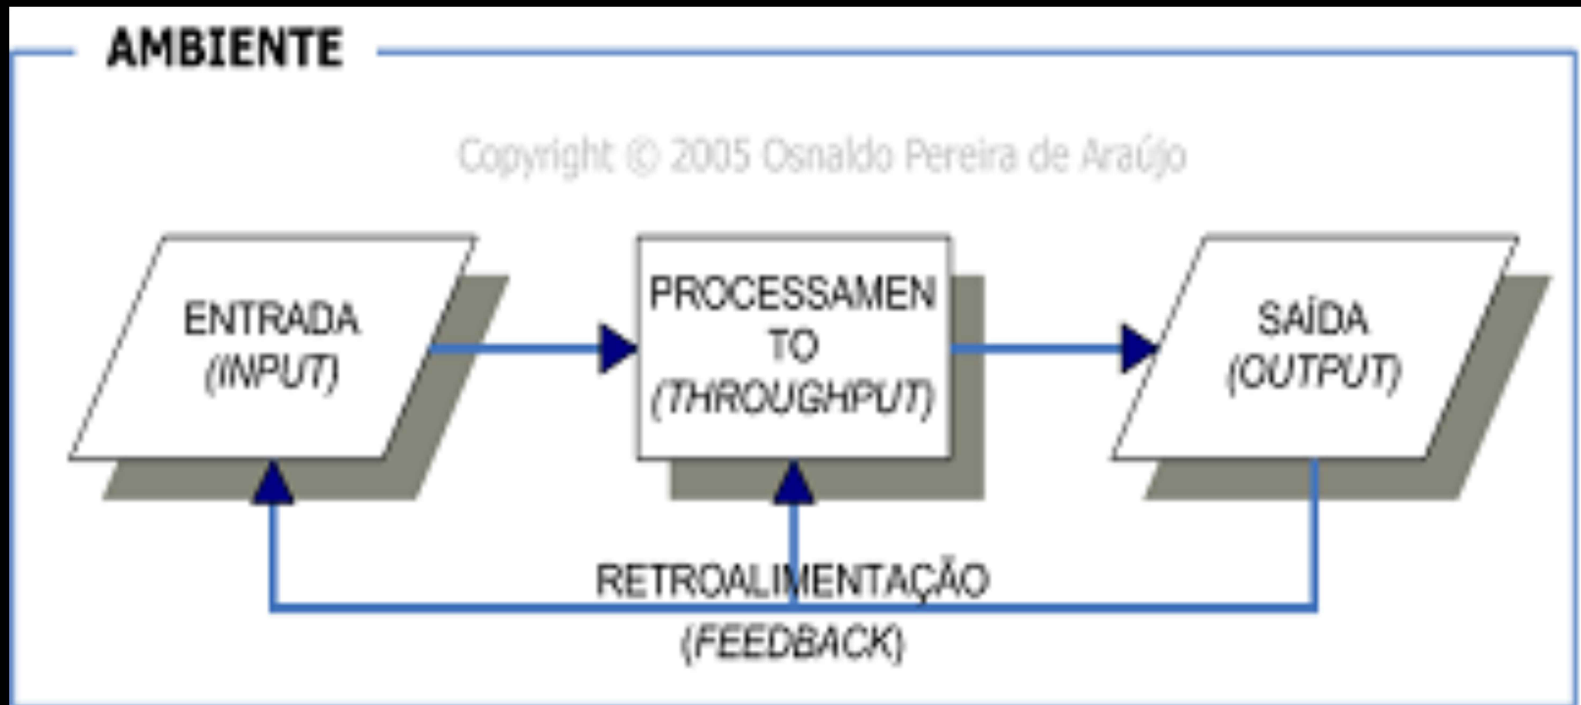 AMBIENTE
Copyright © 2005 Osnaldo Pereira de Araújo
ENTRADA
(INPUT)
PROCESSAMEN
TO
(THROUGHPUT)
SAÍDA
(OUTPUT)
RETROALIMENTAÇÃO
(FEEDBACK)